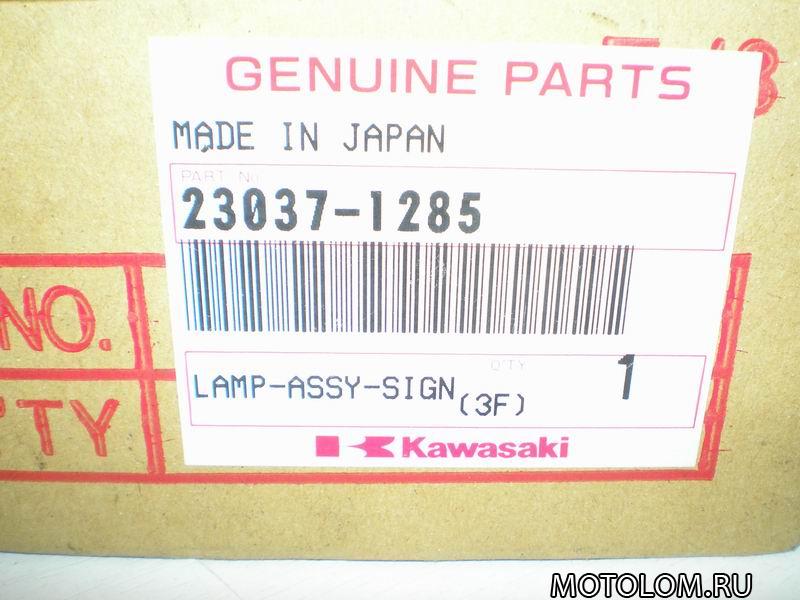 GENUINE PARTS
MADE IN JAPAN
PART No.
23037-1285
Q'TY
1
LAMP-ASSY-SIGN
(3F)
Kawasaki
NO.
'TY
MOTOLOM.RU